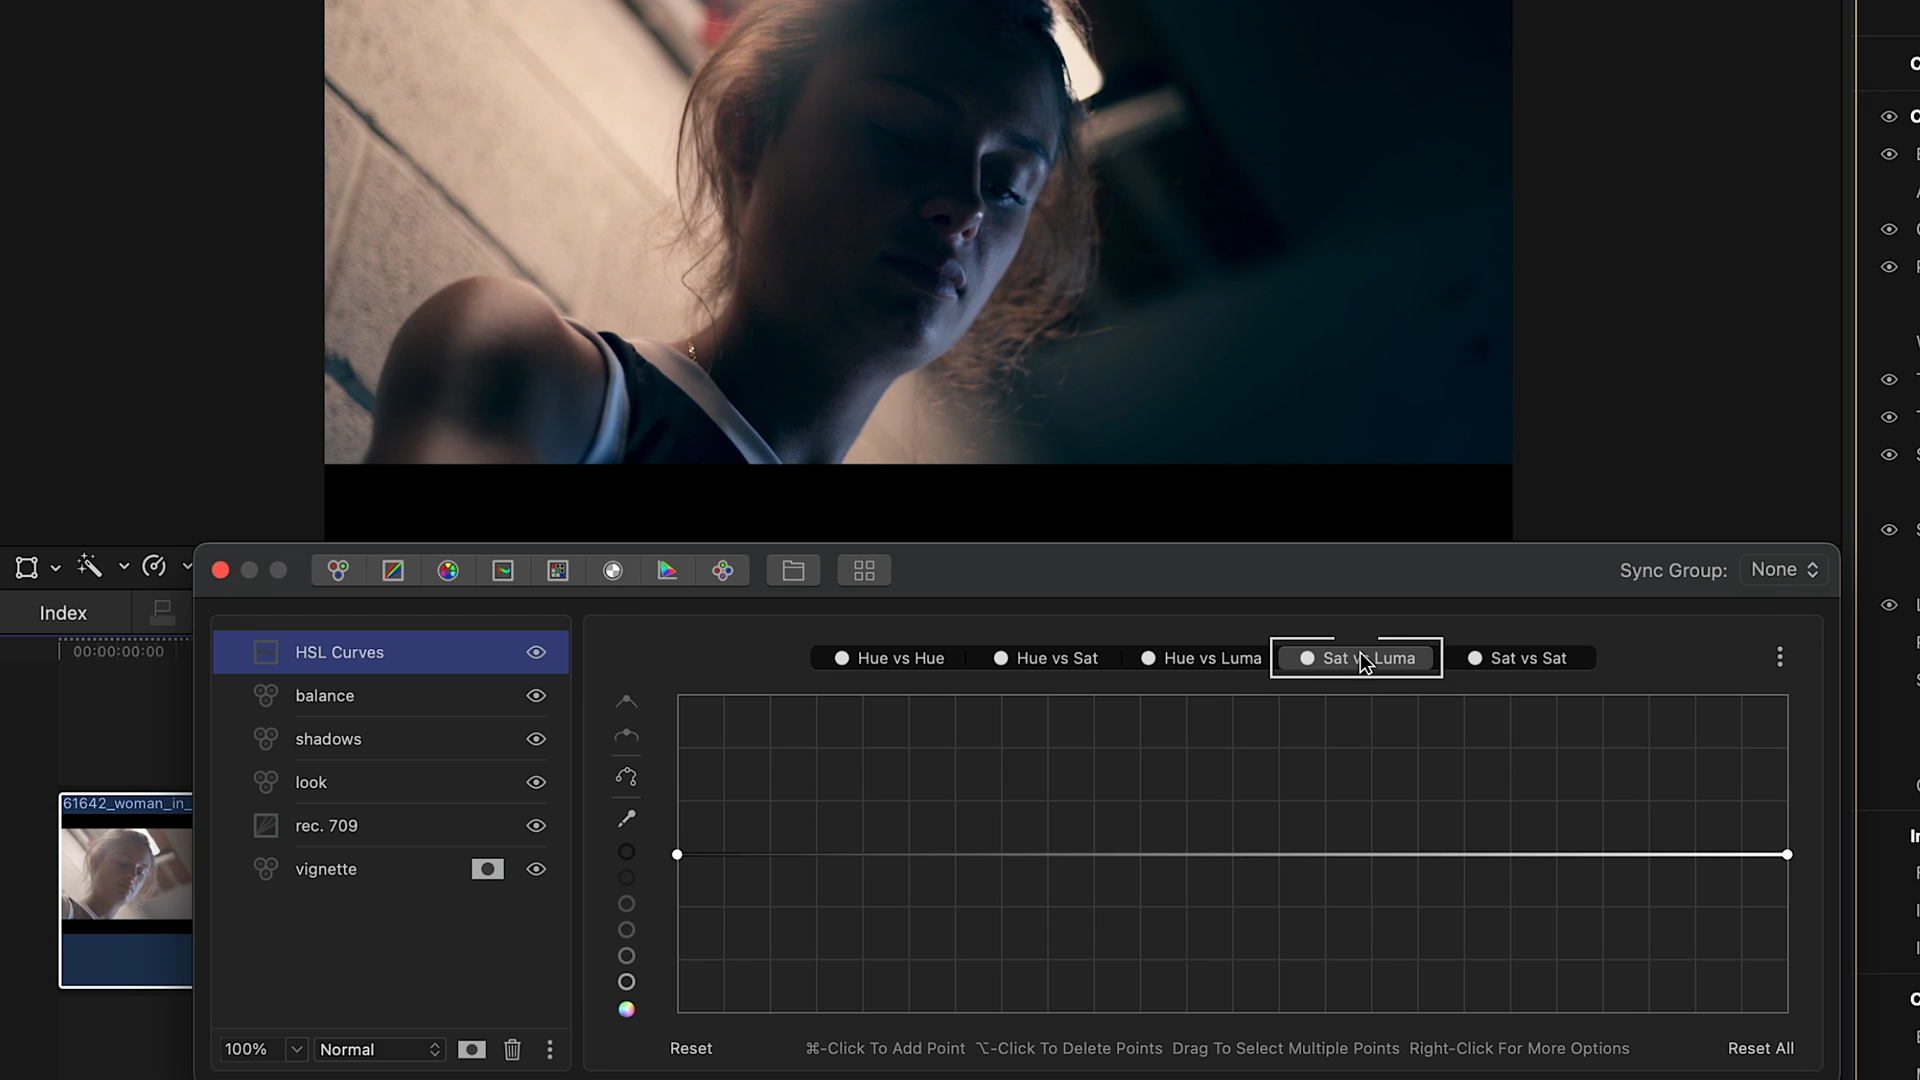 Sync Group: None
Index
00:00:00:00
HSL Curves
Hue vs Hue Hue vs Sat Hue vs Luma Sat vs Luma Sat vs Sat
balance
shadows
look
61642_woman_in_
rec. 709
vignette
100% Normal
Reset ⌘-Click To Add Point ⌥-Click To Delete Points Drag To Select Multiple Points Right-Click For More Options Reset All